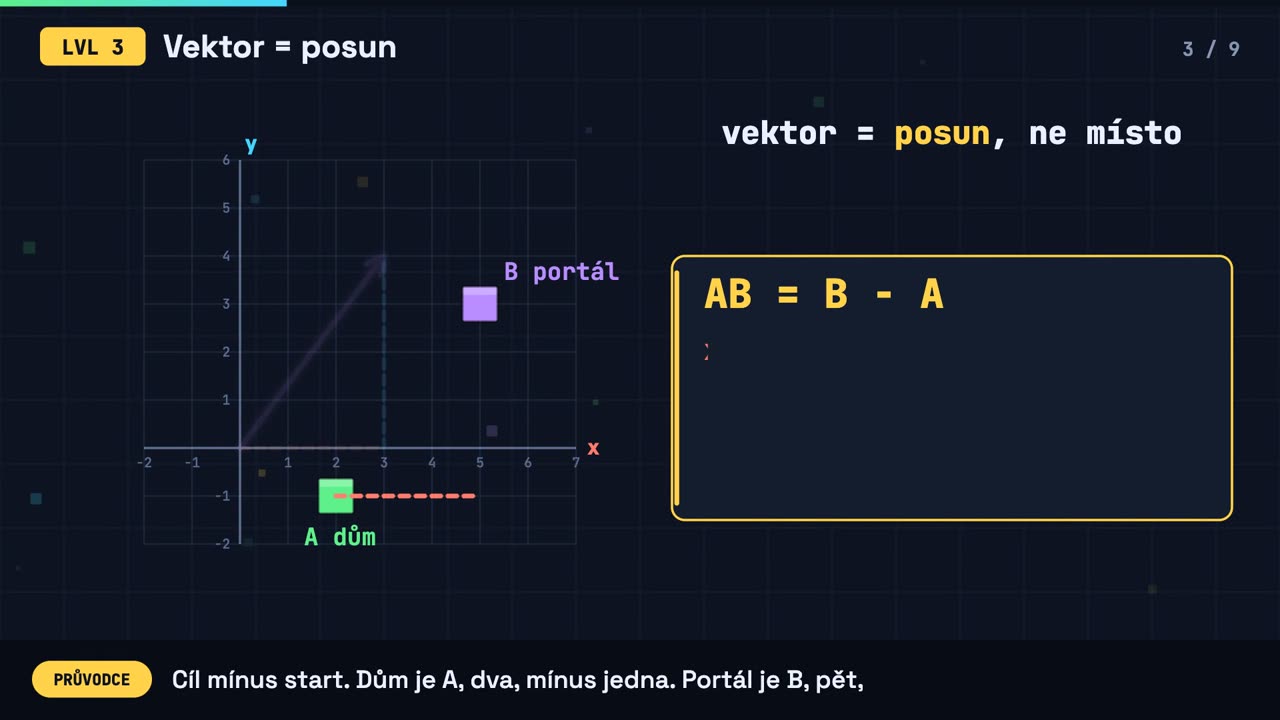 LVL 3 Vektor = posun
3 / 9
vektor = posun, ne místo
y
6
5
4
3
2
1
-2 -1 1 2 3 4 5 6 7
x
-1
-2
B portál
A dům
AB = B - A
PRŮVODCE Cíl mínus start. Dům je A, dva, mínus jedna. Portál je B, pět,